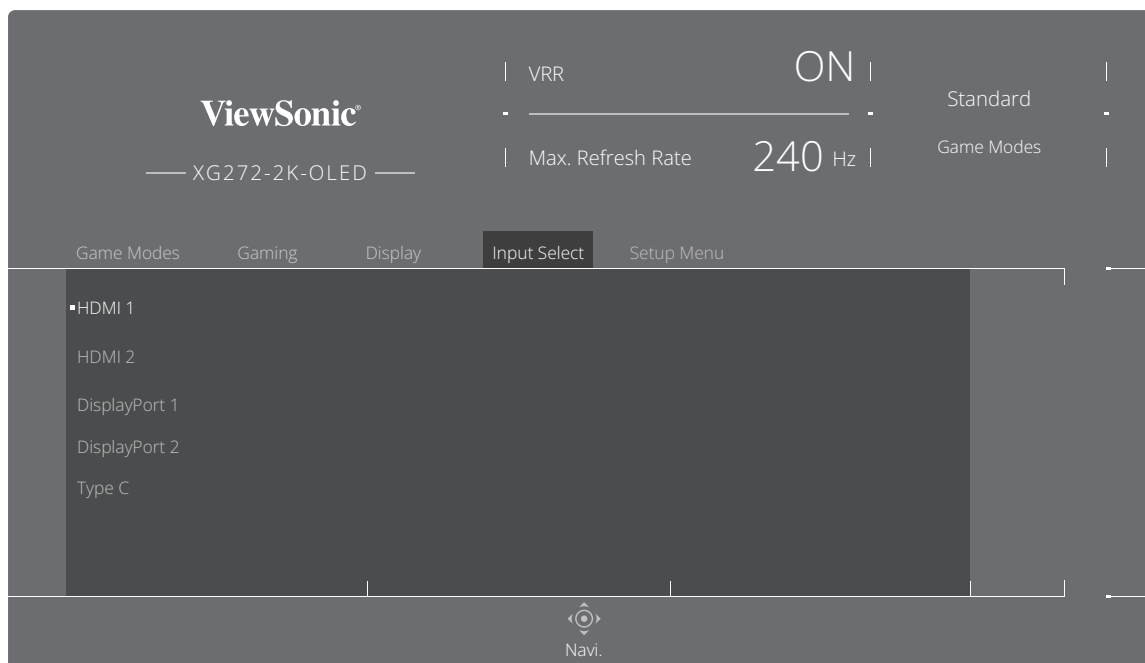 ViewSonic®
XG272-2K-OLED
VRR ON
Max. Refresh Rate 240 Hz
Standard
Game Modes
Game Modes Gaming Display Input Select Setup Menu
HDMI 1
HDMI 2
DisplayPort 1
DisplayPort 2
Type C
Navi.